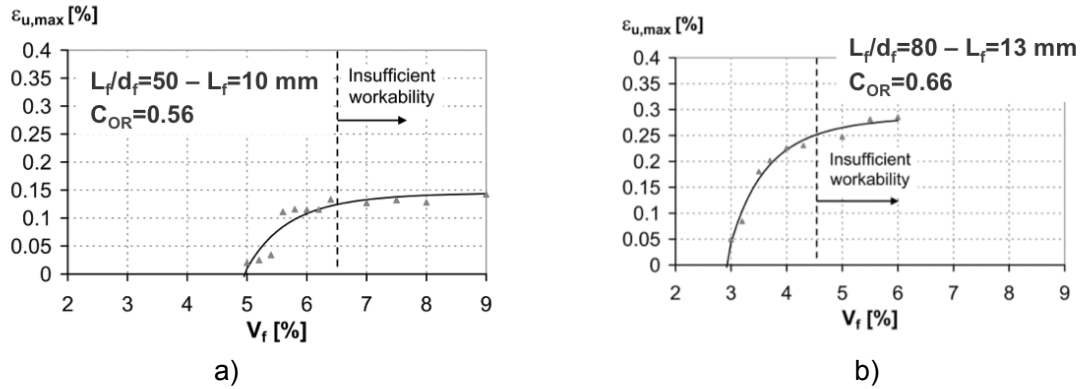 εu,max [%]
0.4
0.35
0.3
0.25
0.2
0.15
0.1
0.05
0
2 3 4 5 6 7 8 9
Vf [%]
Lf/df=50 – Lf=10 mm
COR=0.56
Insufficient
workability
a)
εu,max [%]
0.4
0.35
0.3
0.25
0.2
0.15
0.1
0.05
0
2 3 4 5 6 7 8 9
Vf [%]
Lf/df=80 – Lf=13 mm
COR=0.66
Insufficient
workability
b)